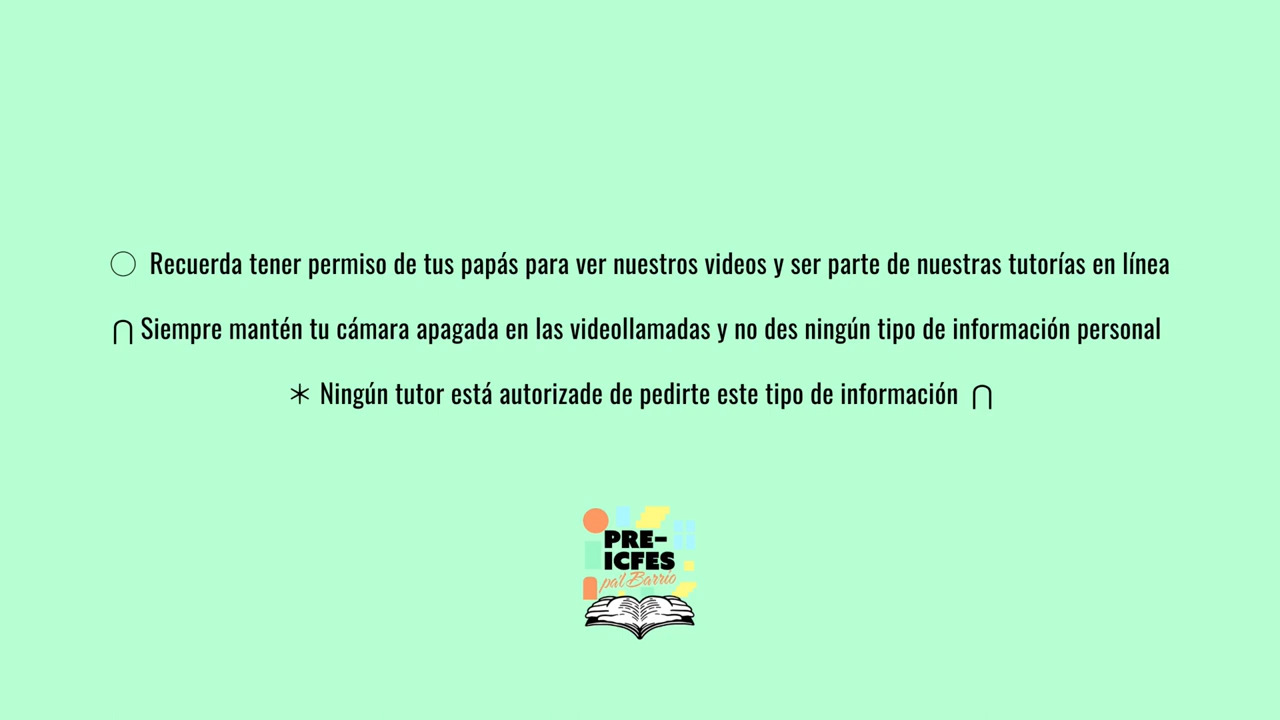 ◯ Recuerda tener permiso de tus papás para ver nuestros videos y ser parte de nuestras tutorías en línea
⋂ Siempre mantén tu cámara apagada en las videollamadas y no des ningún tipo de información personal
✳ Ningún tutor está autorizade de pedirte este tipo de información ⋂
PRE-
ICFES
pa'l Barrio